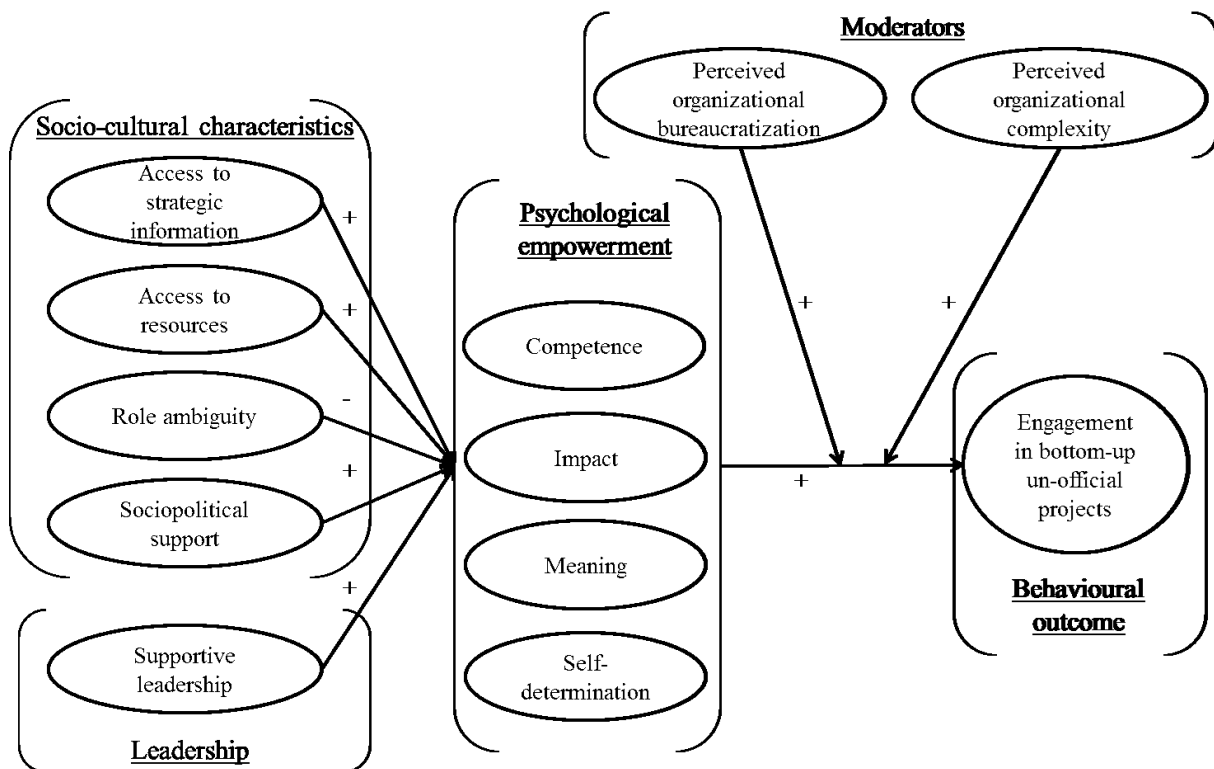 Moderators
Perceived
organizational
bureaucratization
Perceived
organizational
complexity
Socio-cultural characteristics
Access to
strategic
information
+
Access to
resources
+
Role ambiguity
-
Sociopolitical
support
+
Supportive
leadership
+
Leadership
Psychological
empowerment
Competence
Impact
Meaning
Self-
determination
+
+
+
Engagement
in bottom-up
un-official
projects
Behavioural
outcome